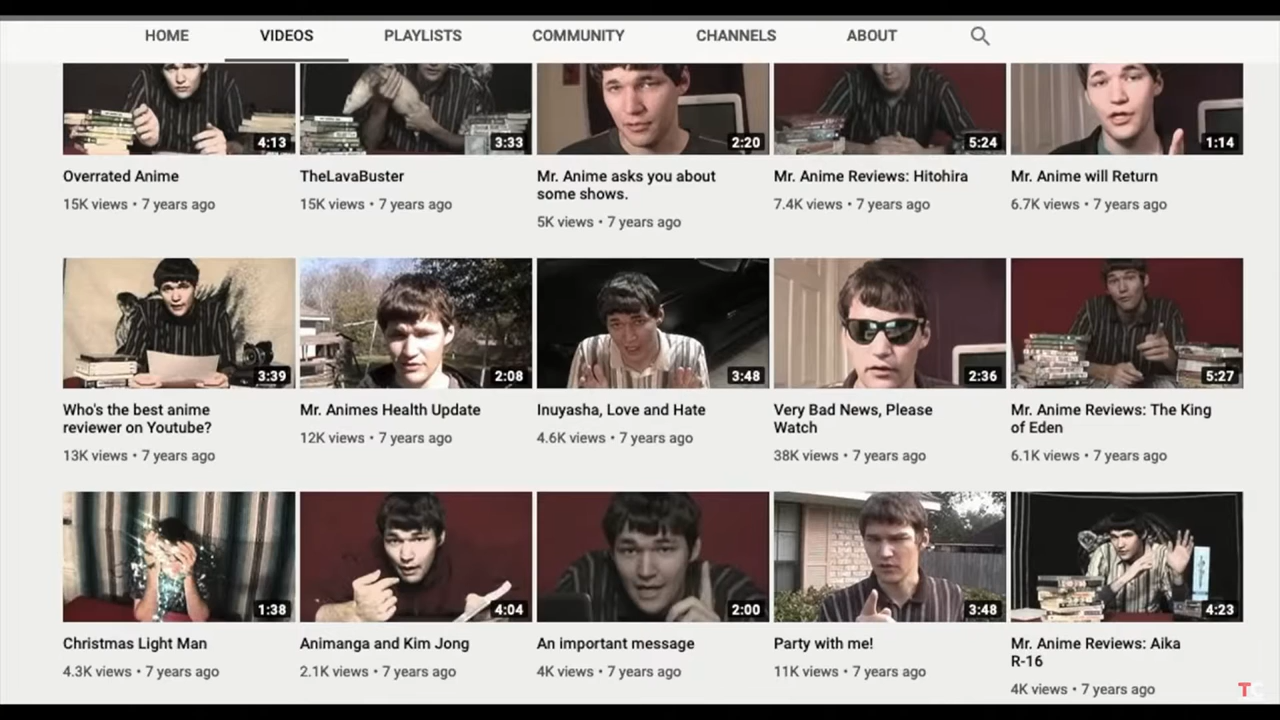 HOME VIDEOS PLAYLISTS COMMUNITY CHANNELS ABOUT
4:13 3:33 2:20 5:24 1:14
Overrated Anime
15K views • 7 years ago
TheLavaBuster
15K views • 7 years ago
Mr. Anime asks you about
some shows.
5K views • 7 years ago
Mr. Anime Reviews: Hitohira
7.4K views • 7 years ago
Mr. Anime will Return
6.7K views • 7 years ago
3:39 2:08 3:48 2:36 5:27
Who's the best anime
reviewer on Youtube?
13K views • 7 years ago
Mr. Animes Health Update
12K views • 7 years ago
Inuyasha, Love and Hate
4.6K views • 7 years ago
Very Bad News, Please
Watch
38K views • 7 years ago
Mr. Anime Reviews: The King
of Eden
6.1K views • 7 years ago
1:38 4:04 2:00 3:48 4:23
Christmas Light Man
4.3K views • 7 years ago
Animanga and Kim Jong
2.1K views • 7 years ago
An important message
4K views • 7 years ago
Party with me!
11K views • 7 years ago
Mr. Anime Reviews: Aika
R-16
4K views • 7 years ago
TC